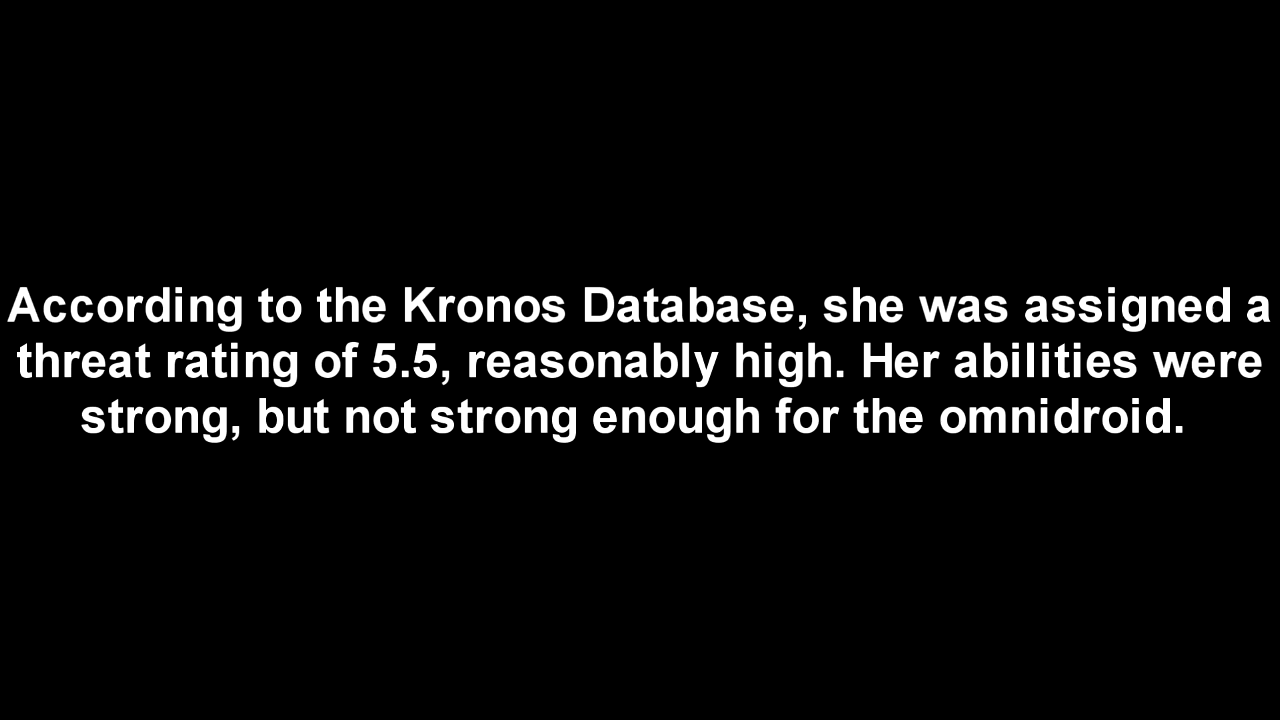 According to the Kronos Database, she was assigned a
threat rating of 5.5, reasonably high. Her abilities were
strong, but not strong enough for the omnidroid.